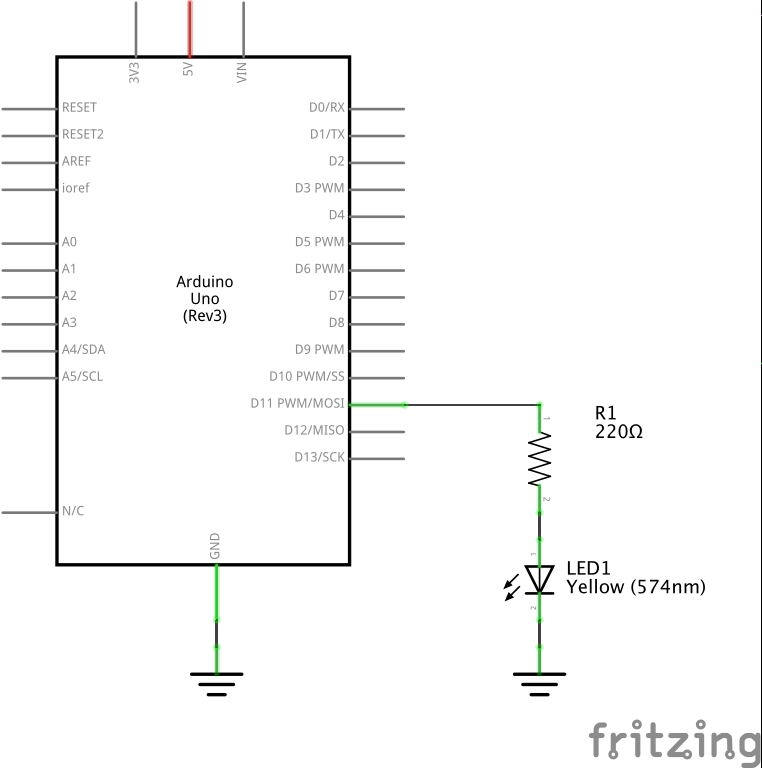 3V3
5V
VIN
RESET
D0/RX
RESET2
D1/TX
AREF
D2
ioref
D3 PWM
D4
A0
D5 PWM
A1
D6 PWM
Arduino
Uno
(Rev3)
A2
D7
A3
D8
A4/SDA
D9 PWM
A5/SCL
D10 PWM/SS
D11 PWM/MOSI
D12/MISO
D13/SCK
N/C
GND
1
R1
220Ω
2
1
LED1
Yellow (574nm)
2
fritzing